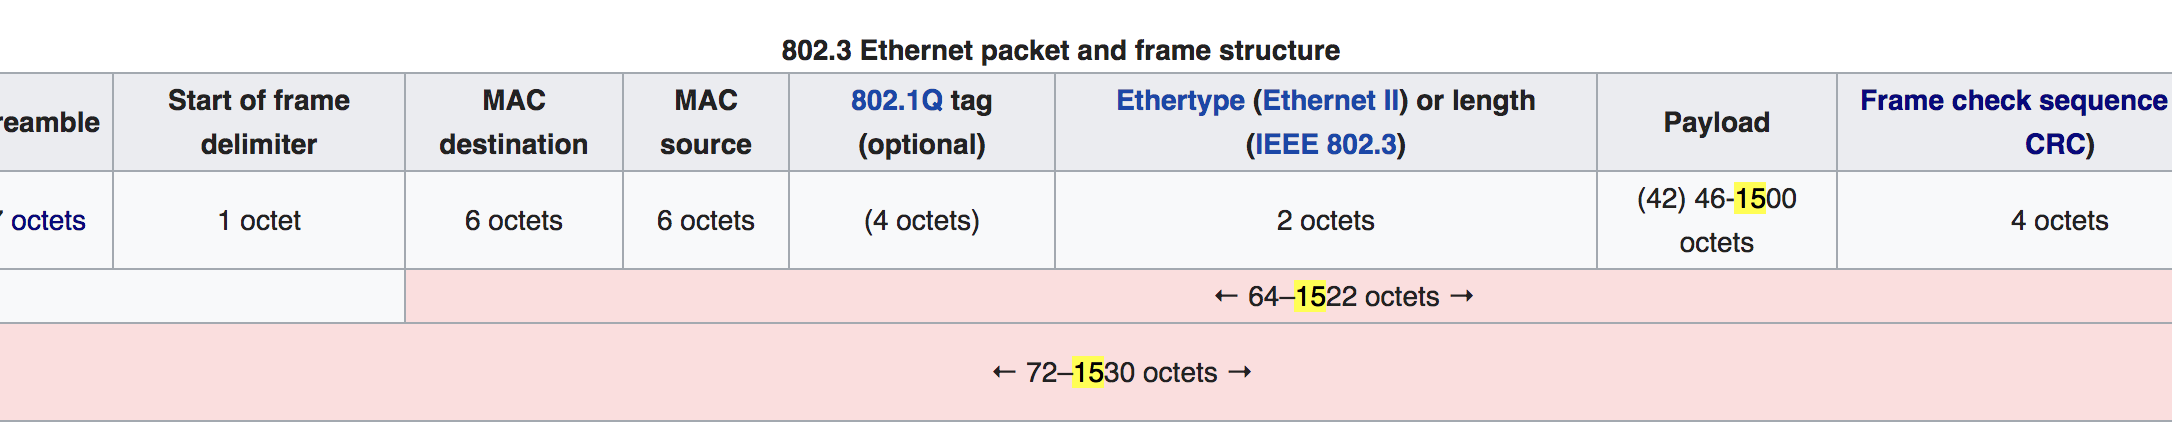 802.3 Ethernet packet and frame structure
reamble
Start of frame
delimiter
MAC
destination
MAC
source
802.1Q tag
(optional)
Ethertype (Ethernet II) or length
(IEEE 802.3)
Payload
Frame check sequence
CRC)
octets
1 octet
6 octets
6 octets
(4 octets)
2 octets
(42) 46-1500
octets
4 octets
← 64–1522 octets →
← 72–1530 octets →